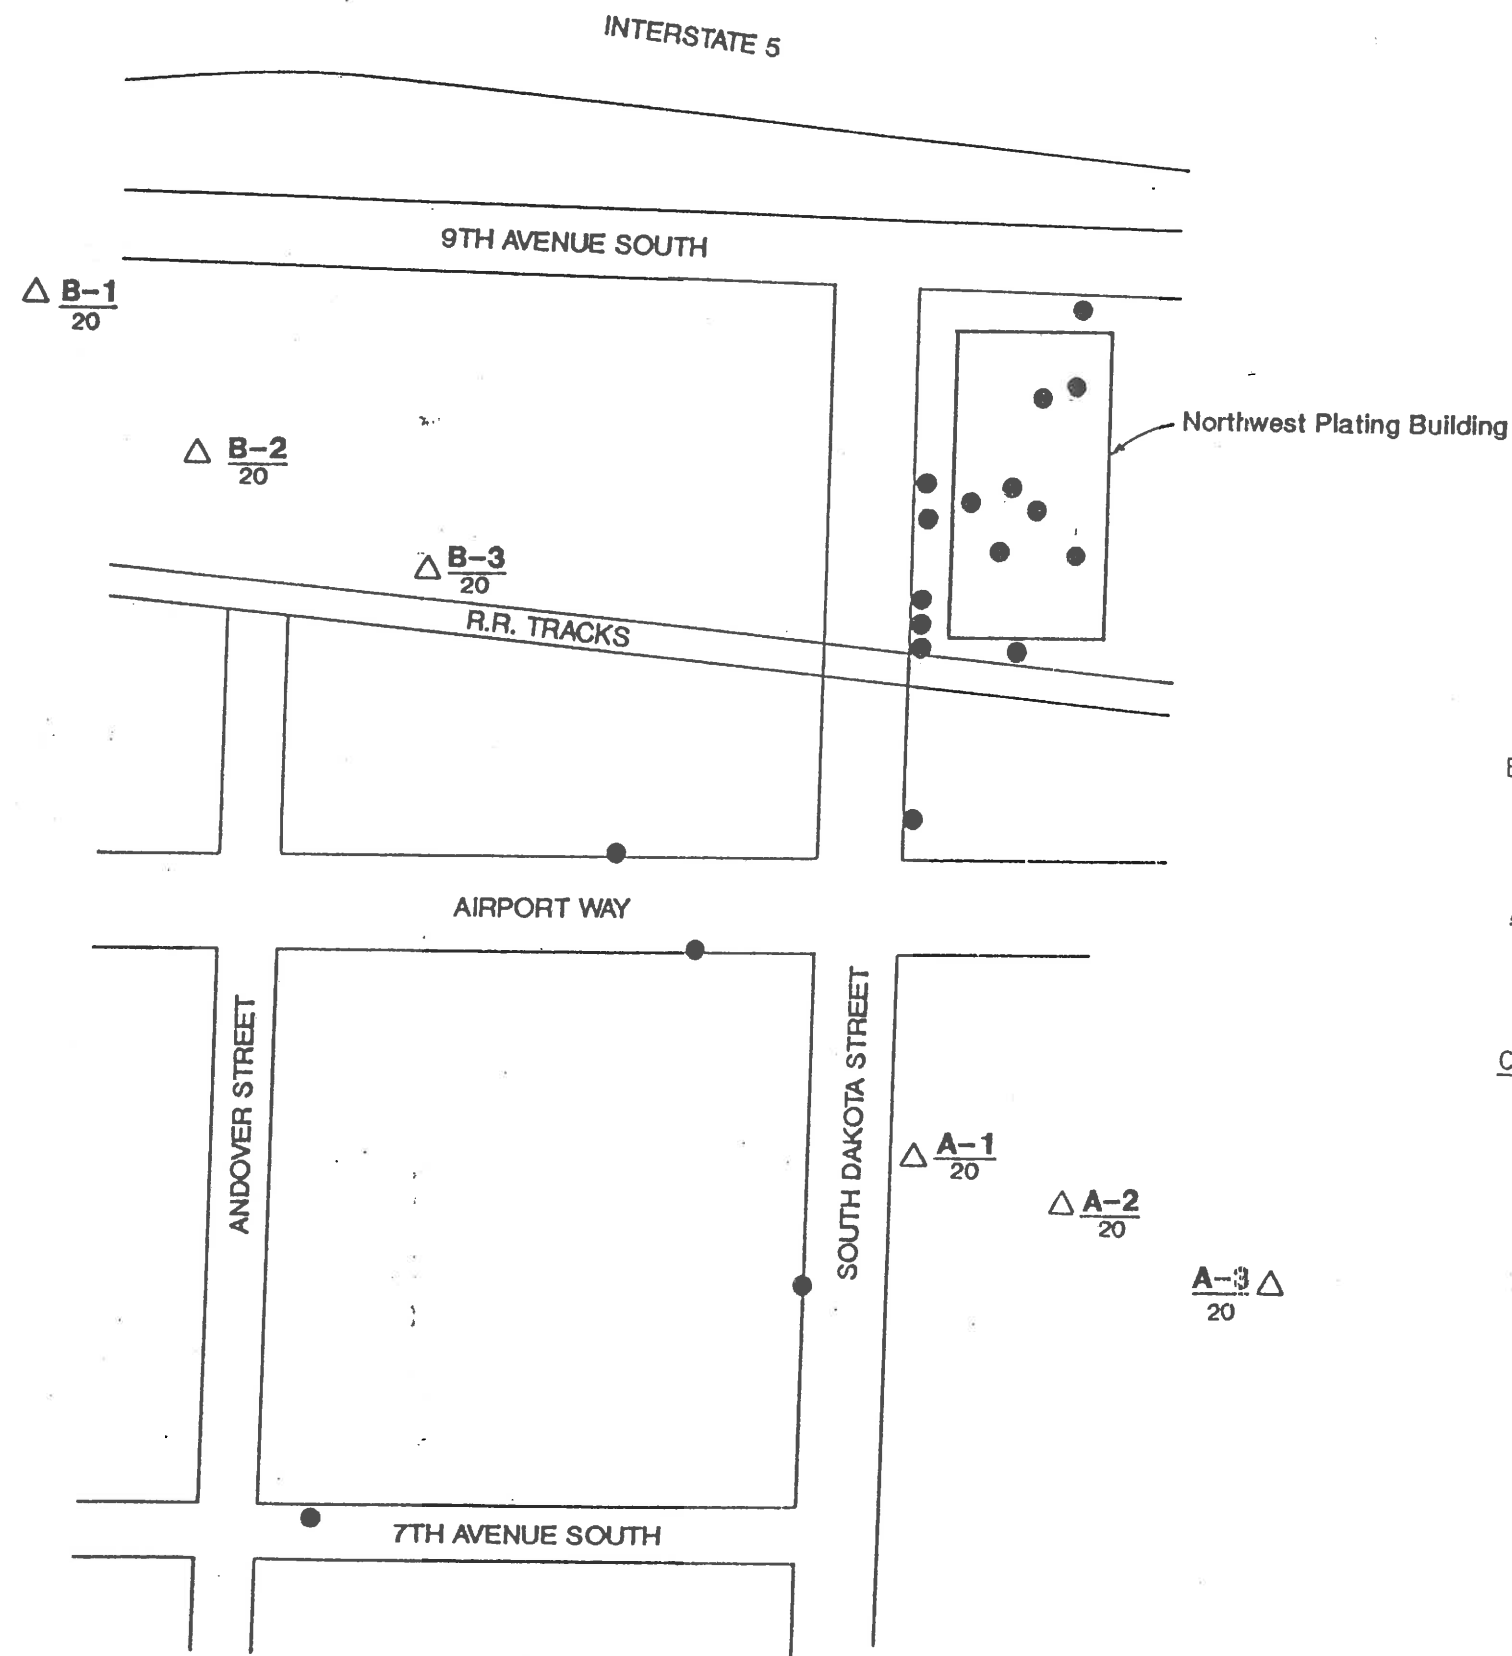 INTERSTATE 5
9TH AVENUE SOUTH
B-1
20
Northwest Plating Building
B-2
20
B-3
20
R.R. TRACKS
AIRPORT WAY
ANDOVER STREET
SOUTH DAKOTA STREET
A-1
20
A-2
20
A-3
20
7TH AVENUE SOUTH